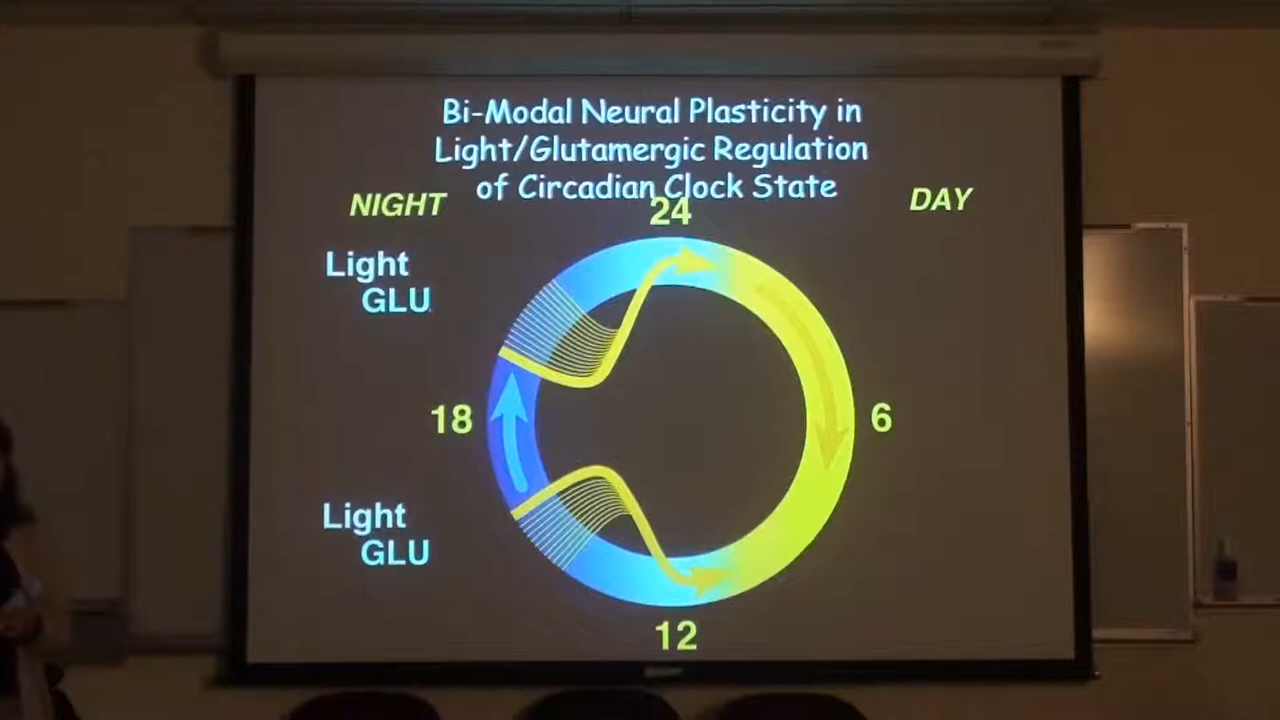 Bi-Modal Neural Plasticity in
Light/Glutamergic Regulation
of Circadian Clock State
NIGHT
DAY
24
Light
GLU
18
6
Light
GLU
12